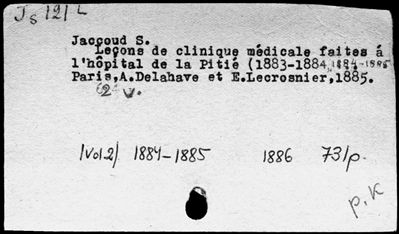 Js 121 L
Jaccoud S.
Leçons de clinique médicale faites á
l'hôpital de la Pitié (1883-1884, 1884-1885
Paris,A.Delahave et E.Lecrosnier,1885.
2 v.
(Vol 2) 1884-1885 1886 731p.
p.K